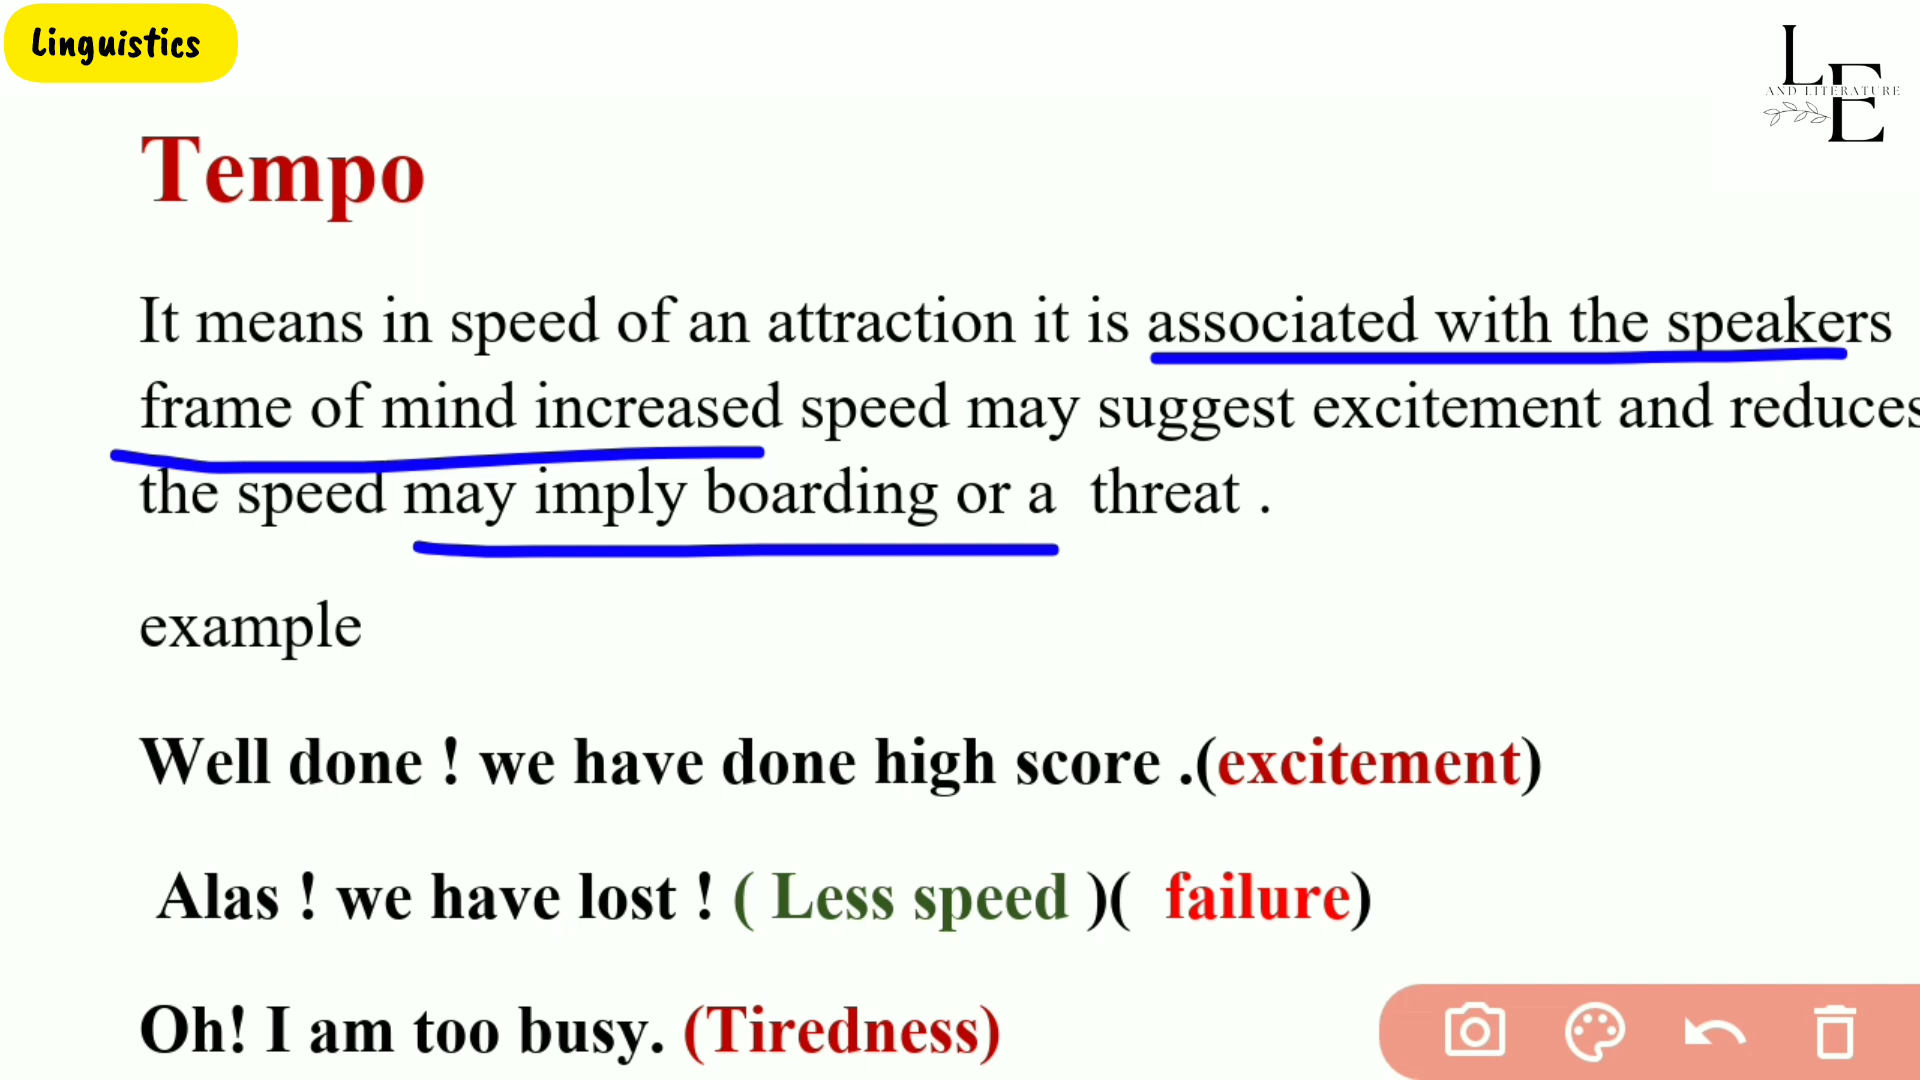 Linguistics
L E
AND LITERATURE
Tempo
It means in speed of an attraction it is associated with the speakers
frame of mind increased speed may suggest excitement and reduces
the speed may imply boarding or a threat .
example
Well done ! we have done high score .(excitement)
Alas ! we have lost ! ( Less speed )( failure)
Oh! I am too busy. (Tiredness)